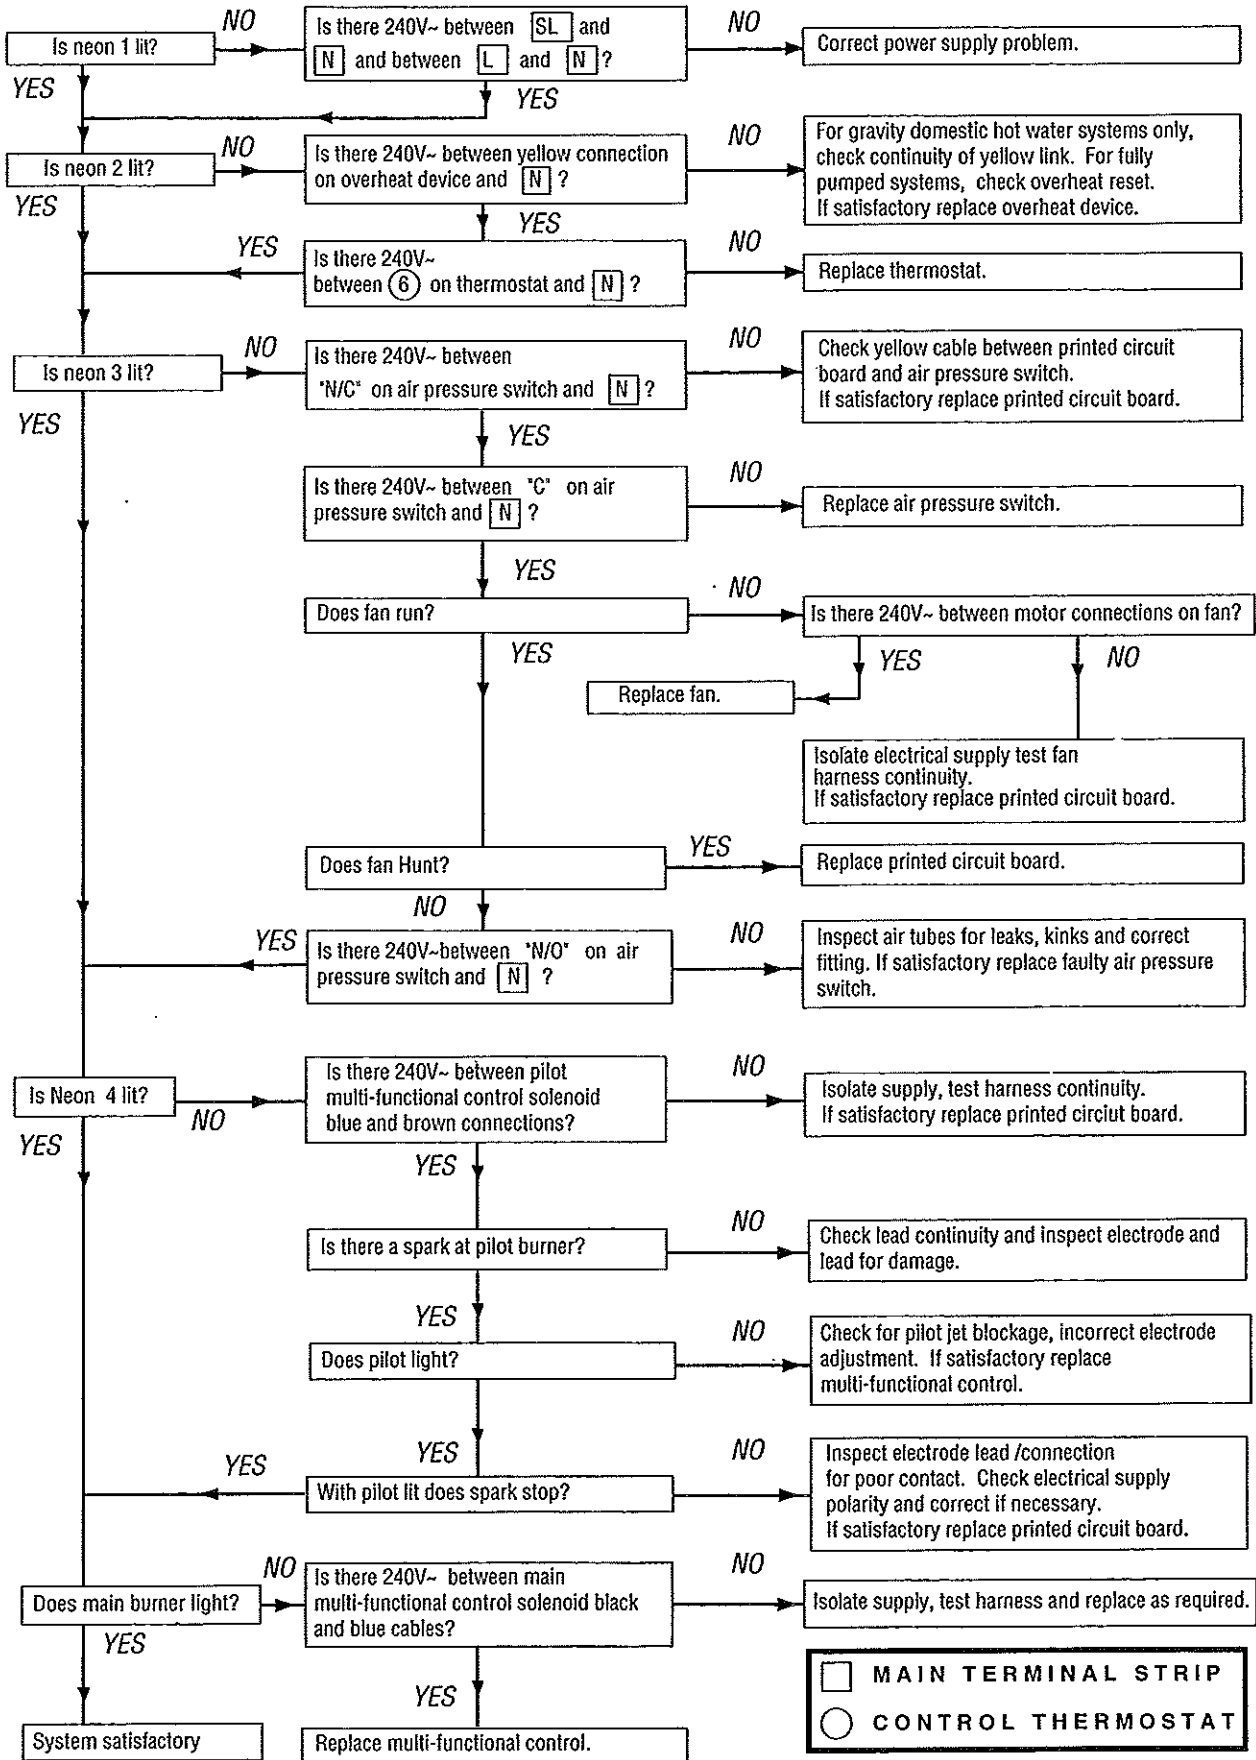 Is neon 1 lit?
NO
Is there 240V~ between SL and
N and between L and N ?
NO
Correct power supply problem.
YES
YES
Is neon 2 lit?
NO
Is there 240V~ between yellow connection
on overheat device and N ?
NO
For gravity domestic hot water systems only,
check continuity of yellow link. For fully
pumped systems, check overheat reset.
If satisfactory replace overheat device.
YES
YES
YES
Is there 240V~
between 6 on thermostat and N ?
NO
Replace thermostat.
Is neon 3 lit?
NO
Is there 240V~ between
"N/C" on air pressure switch and N ?
NO
Check yellow cable between printed circuit
board and air pressure switch.
If satisfactory replace printed circuit board.
YES
YES
Is there 240V~ between "C" on air
pressure switch and N ?
NO
Replace air pressure switch.
YES
Does fan run?
NO
Is there 240V~ between motor connections on fan?
YES
YES
NO
Replace fan.
Isolate electrical supply test fan
harness continuity.
If satisfactory replace printed circuit board.
Does fan Hunt?
YES
Replace printed circuit board.
NO
YES
Is there 240V~between "N/O" on air
pressure switch and N ?
NO
Inspect air tubes for leaks, kinks and correct
fitting. If satisfactory replace faulty air pressure
switch.
Is Neon 4 lit?
NO
Is there 240V~ between pilot
multi-functional control solenoid
blue and brown connections?
NO
Isolate supply, test harness continuity.
If satisfactory replace printed circiut board.
YES
YES
Is there a spark at pilot burner?
NO
Check lead continuity and inspect electrode and
lead for damage.
YES
Does pilot light?
NO
Check for pilot jet blockage, incorrect electrode
adjustment. If satisfactory replace
multi-functional control.
YES
YES
With pilot lit does spark stop?
NO
Inspect electrode lead /connection
for poor contact. Check electrical supply
polarity and correct if necessary.
If satisfactory replace printed circuit board.
Does main burner light?
NO
Is there 240V~ between main
multi-functional control solenoid black
and blue cables?
NO
Isolate supply, test harness and replace as required.
YES
YES
System satisfactory
Replace multi-functional control.
MAIN TERMINAL STRIP
CONTROL THERMOSTAT